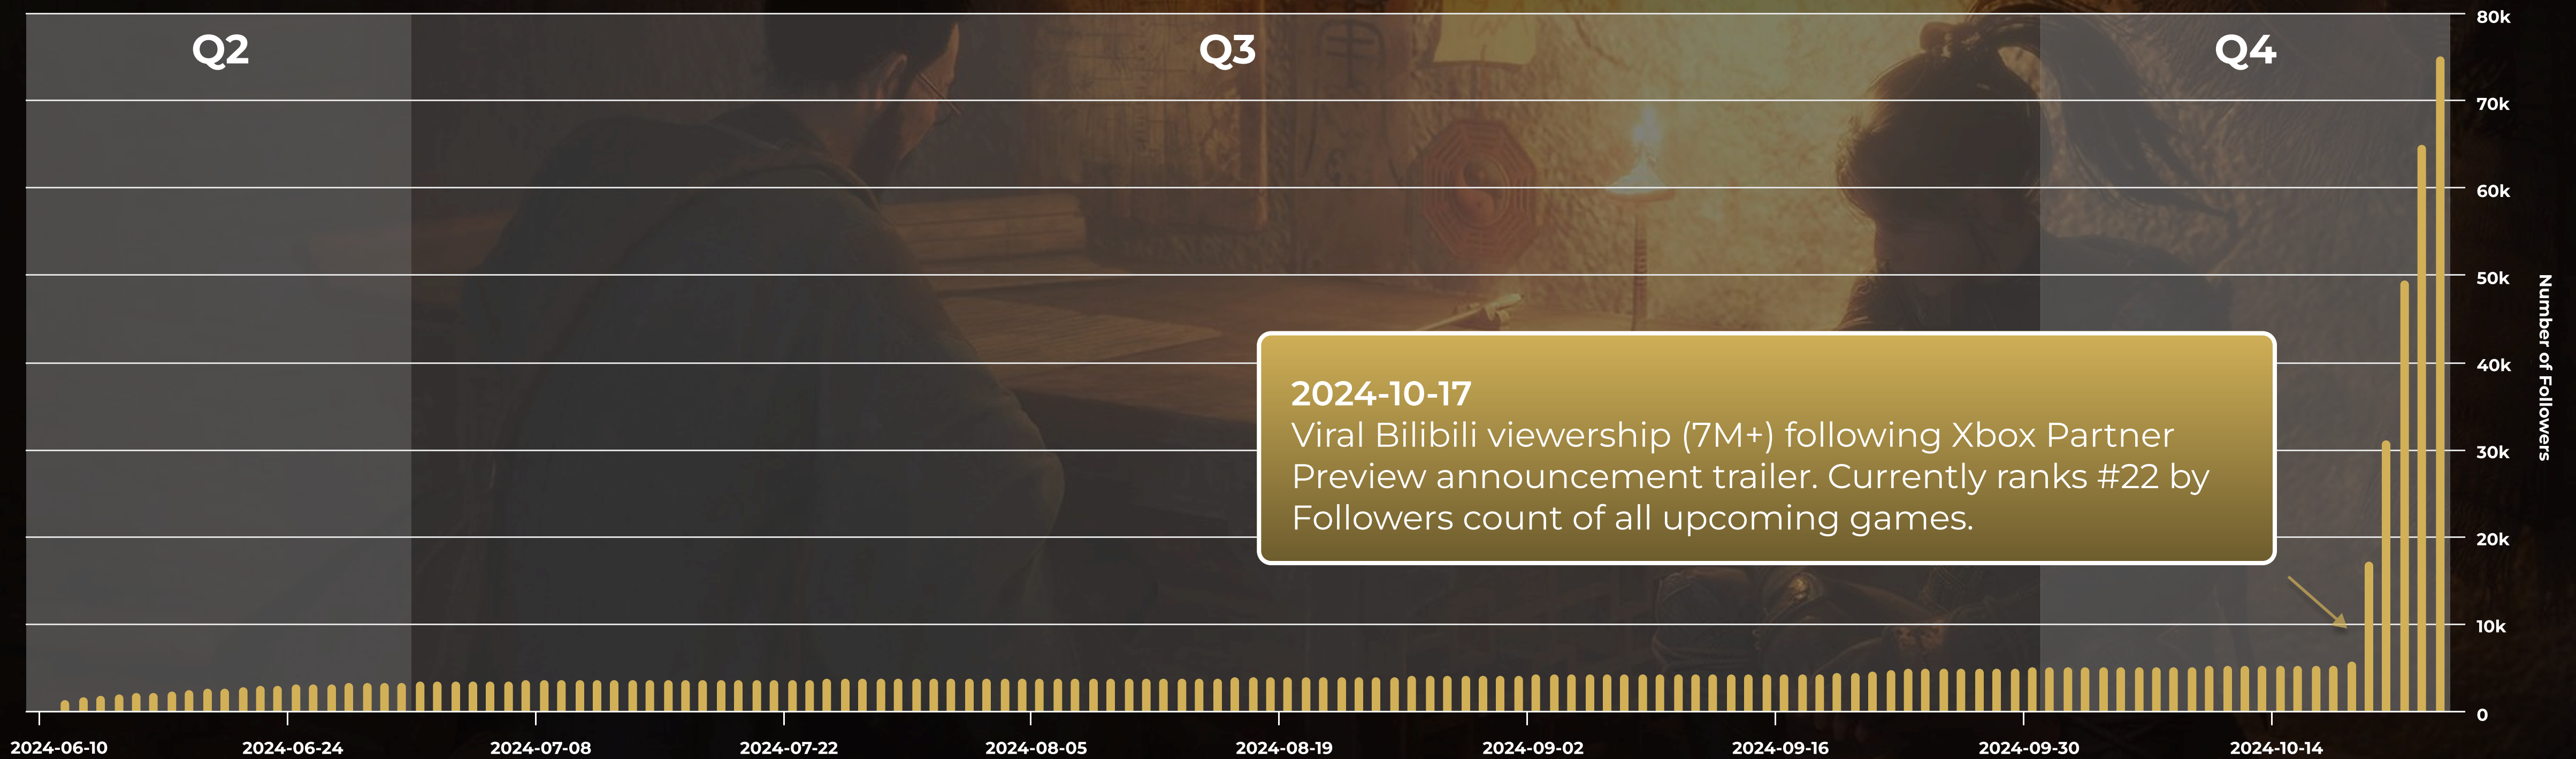 Q2
Q3
Q4
80k
70k
60k
50k
40k
30k
20k
10k
0
Number of Followers
2024-10-17
Viral Bilibili viewership (7M+) following Xbox Partner
Preview announcement trailer. Currently ranks #22 by
Followers count of all upcoming games.
2024-06-10
2024-06-24
2024-07-08
2024-07-22
2024-08-05
2024-08-19
2024-09-02
2024-09-16
2024-09-30
2024-10-14